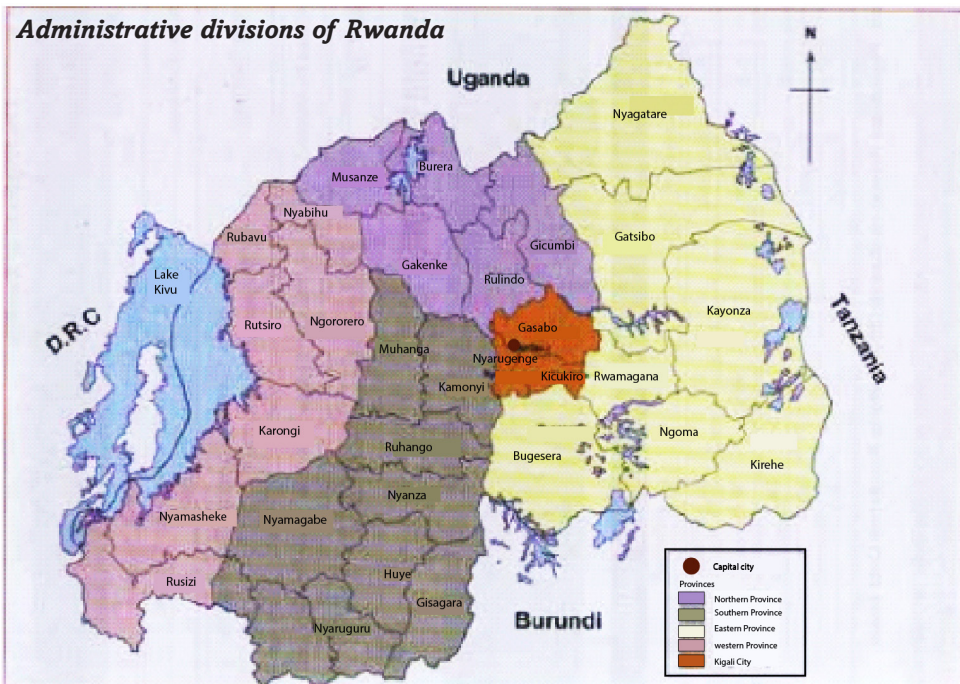 Administrative divisions of Rwanda
N
Uganda
Nyagatare
Burera
Musanze
Nyabihu
Rubavu
Gatsibo
Gicumbi
Gakenke
Rulindo
Lake
Kivu
D.R.C
Kayonza
Tanzania
Rutsiro
Ngororero
Gasabo
Muhanga
Nyarugenge
Kicukiro
Rwamagana
Kamonyi
Karongi
Ngoma
Ruhango
Bugesera
Kirehe
Nyanza
Nyamasheke
Nyamagabe
Huye
Rusizi
Gisagara
Nyaruguru
Burundi
Capital city
Provinces
Northern Province
Southern Province
Eastern Province
western Province
Kigali City